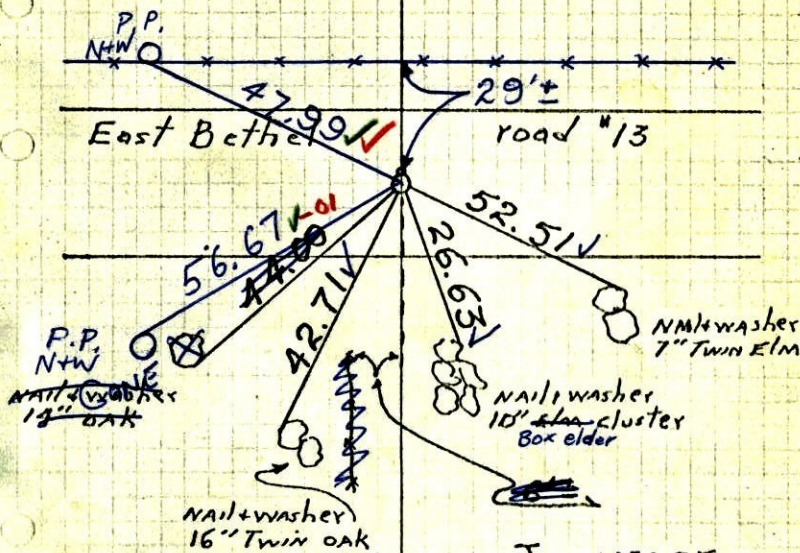 P.P.
N+W
47.99
29'±
East Bethel road #13
56.67 -01
44.00
42.71
26.63
52.51
P.P.
N+W
NAIL+washer
12" OAK
GONE
NAIL+washer
7" Twin Elm
NAIL+washer
10" elm cluster
Box elder
NAIL+washer
16" Twin OAK